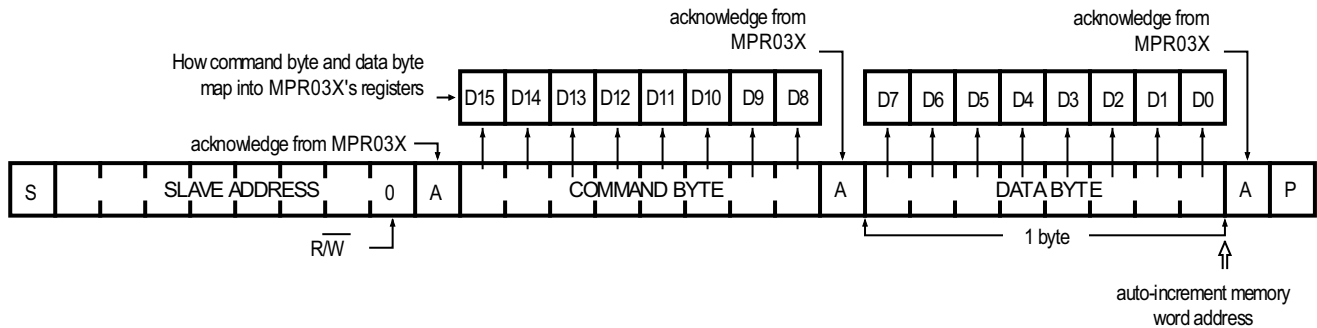 acknowledge from
MPR03X
acknowledge from
MPR03X
How command byte and data byte
map into MPR03X's registers
D15 D14 D13 D12 D11 D10 D9 D8
D7 D6 D5 D4 D3 D2 D1 D0
acknowledge from MPR03X
S SLAVE ADDRESS 0 A COMMAND BYTE A DATA BYTE A P
R/W̅
1 byte
auto-increment memory
word address